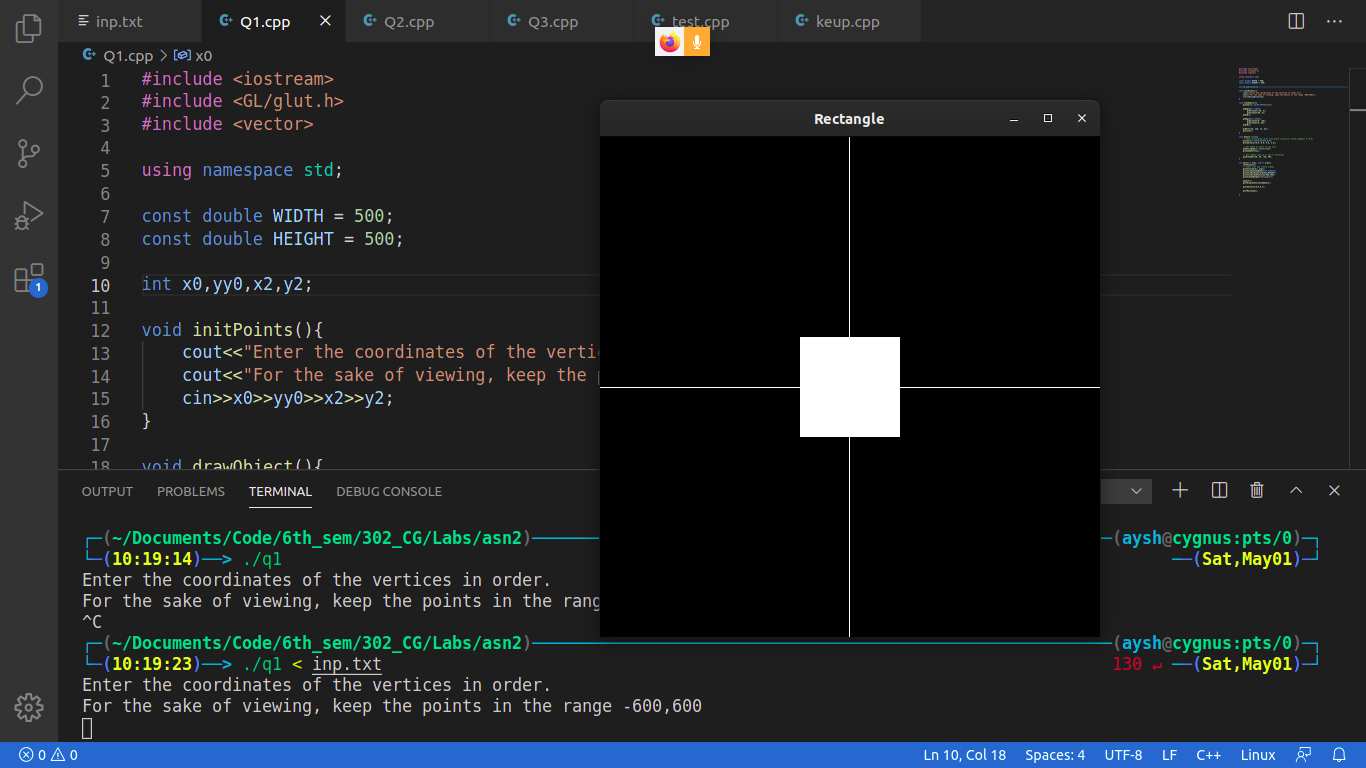 inp.txt
Q1.cpp
Q2.cpp
Q3.cpp
test.cpp
keup.cpp
Q1.cpp > x0
1 #include <iostream>
2 #include <GL/glut.h>
3 #include <vector>
4
5 using namespace std;
6
7 const double WIDTH = 500;
8 const double HEIGHT = 500;
9
10 int x0,yy0,x2,y2;
11
12 void initPoints(){
13 cout<<"Enter the coordinates of the vertic
14 cout<<"For the sake of viewing, keep the p
15 cin>>x0>>yy0>>x2>>y2;
16 }
17
18 void drawObject(){
Rectangle
1
OUTPUT PROBLEMS TERMINAL DEBUG CONSOLE
(~/Documents/Code/6th_sem/302_CG/Labs/asn2) (aysh@cygnus:pts/0)
(10:19:14)—> ./q1 (Sat,May01)
Enter the coordinates of the vertices in order.
For the sake of viewing, keep the points in the rang
^C
(~/Documents/Code/6th_sem/302_CG/Labs/asn2) (aysh@cygnus:pts/0)
(10:19:23)—> ./q1 < inp.txt 130 ↵ (Sat,May01)
Enter the coordinates of the vertices in order.
For the sake of viewing, keep the points in the range -600,600
0 0 Ln 10, Col 18 Spaces: 4 UTF-8 LF C++ Linux